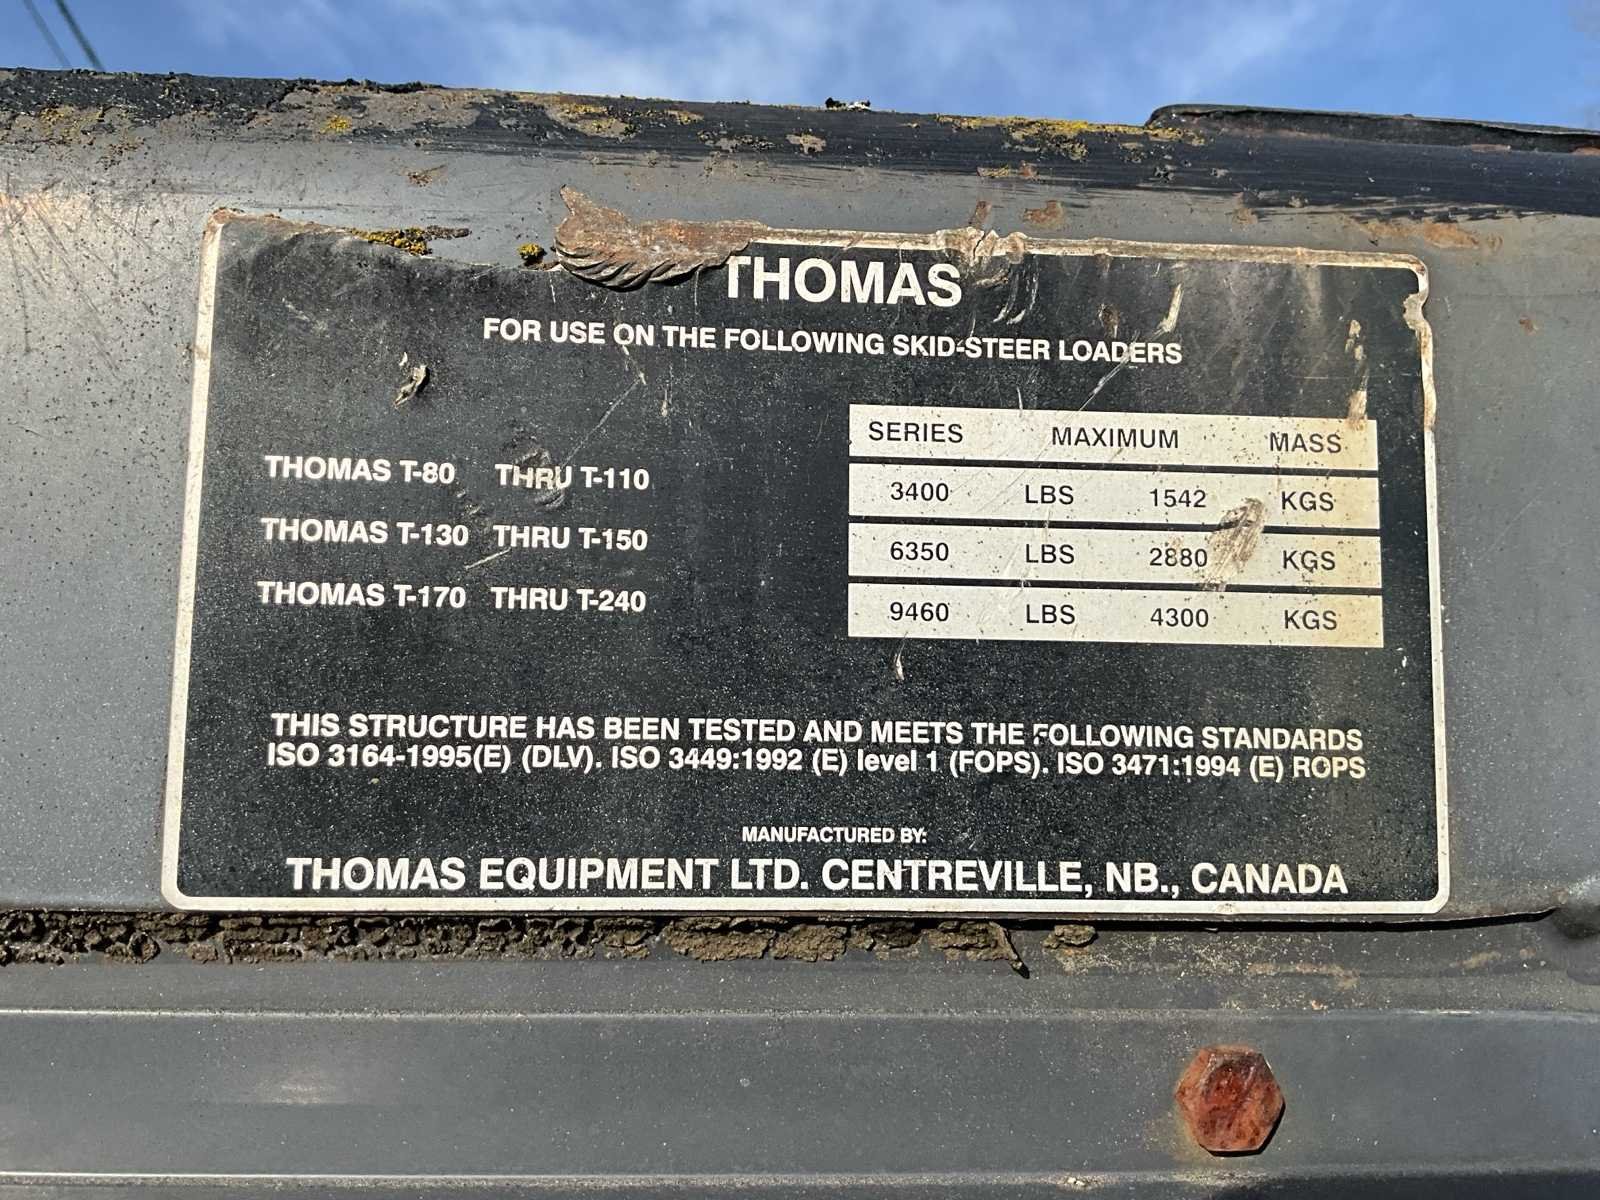 THOMAS
FOR USE ON THE FOLLOWING SKID-STEER LOADERS
SERIES MAXIMUM MASS
THOMAS T-80 THRU T-110 3400 LBS 1542 KGS
THOMAS T-130 THRU T-150 6350 LBS 2880 KGS
THOMAS T-170 THRU T-240 9460 LBS 4300 KGS
THIS STRUCTURE HAS BEEN TESTED AND MEETS THE FOLLOWING STANDARDS
ISO 3164-1995(E) (DLV). ISO 3449:1992 (E) level 1 (FOPS). ISO 3471:1994 (E) ROPS
MANUFACTURED BY:
THOMAS EQUIPMENT LTD. CENTREVILLE, NB., CANADA